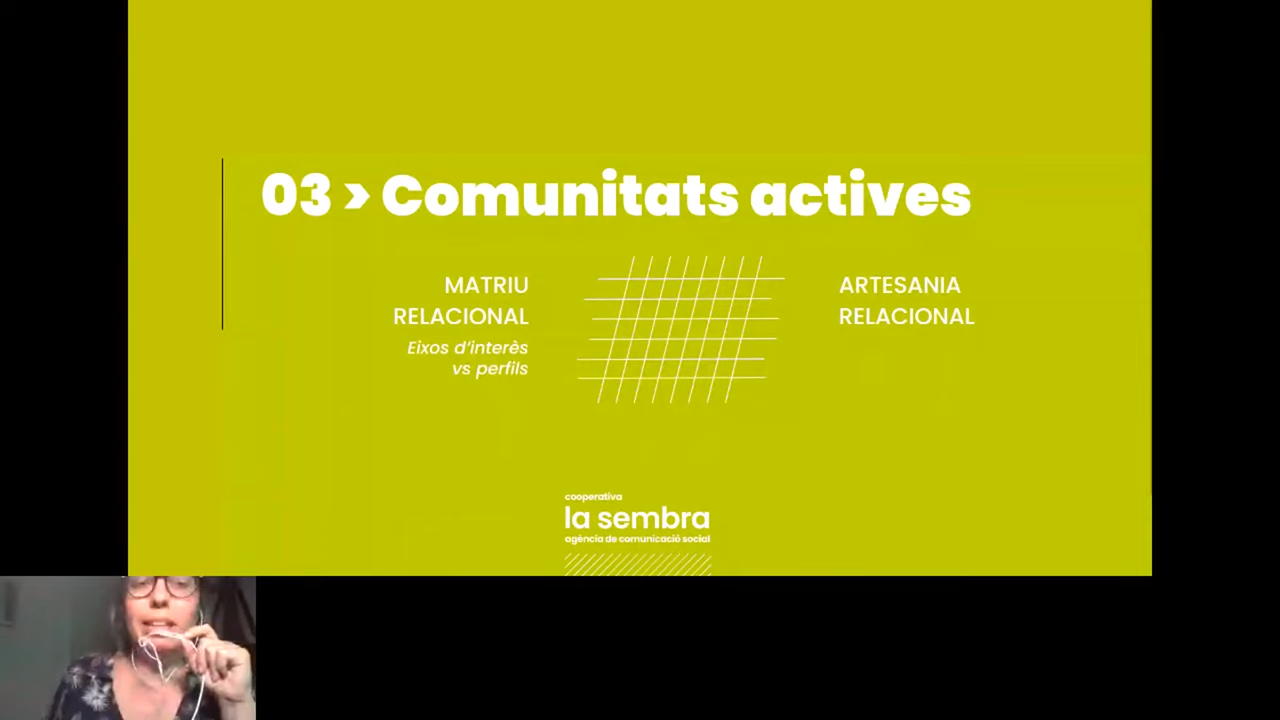 03 > Comunitats actives
MATRIU
RELACIONAL
Eixos d'interès
vs perfils
ARTESANIA
RELACIONAL
cooperativa
la sembra
agència de comunicació social